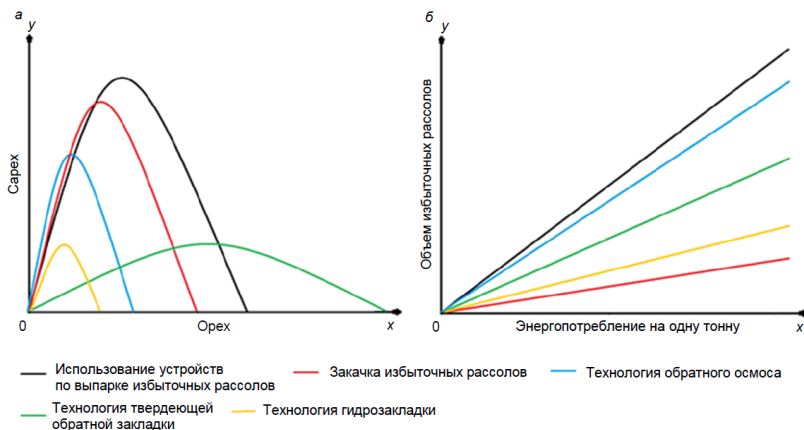 а
y
Capex
0
Opex
x
б
y
Объем избыточных рассолов
0
Энергопотребление на одну тонну
x
Использование устройств
по выпарке избыточных рассолов
Закачка избыточных рассолов
Технология обратного осмоса
Технология твердеющей
обратной закладки
Технология гидрозакладки